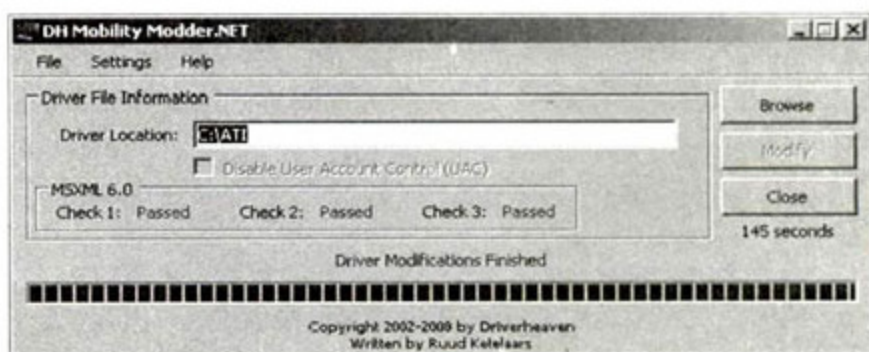 DH Mobility Modder.NET
File Settings Help
Driver File Information
Driver Location: C:\ATI
Browse
Disable User Account Control (UAC)
Modify
MSXML 6.0
Check 1: Passed Check 2: Passed Check 3: Passed
Close
145 seconds
Driver Modifications Finished
Copyright 2002-2008 by Driverheaven
Written by Ruud Ketelaars